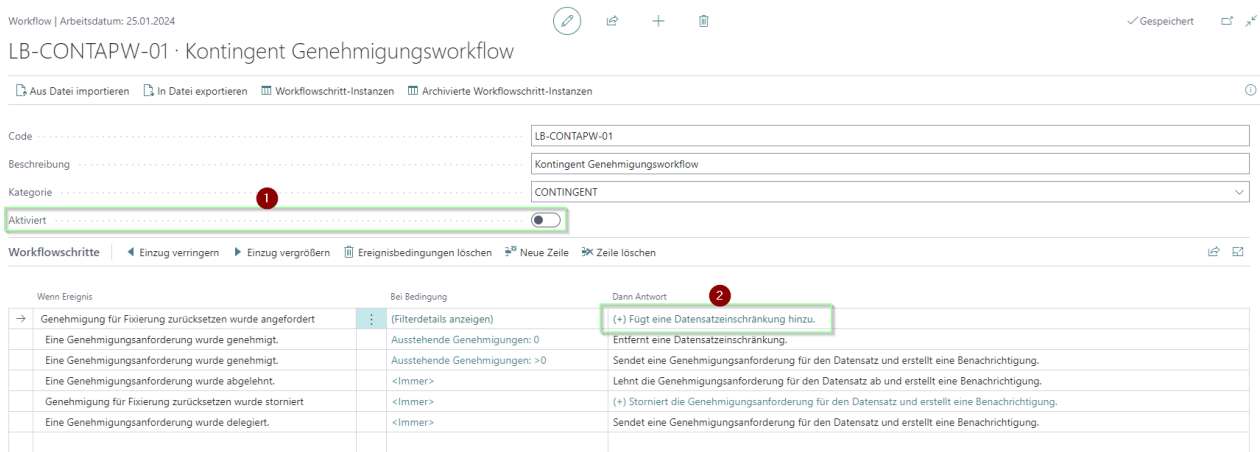 Workflow | Arbeitsdatum: 25.01.2024
Gespeichert
LB-CONTAPW-01 · Kontingent Genehmigungsworkflow
Aus Datei importieren In Datei exportieren Workflowschritt-Instanzen Archivierte Workflowschritt-Instanzen
Code LB-CONTAPW-01
Beschreibung Kontingent Genehmigungsworkflow
Kategorie CONTINGENT
1
Aktiviert
Workflowschritte Einzug verringern Einzug vergrößern Ereignisbedingungen löschen Neue Zeile Zeile löschen
Wenn Ereignis Bei Bedingung Dann Antwort 2
Genehmigung für Fixierung zurücksetzen wurde angefordert (Filterdetails anzeigen) (+) Fügt eine Datensatzeinschränkung hinzu.
Eine Genehmigungsanforderung wurde genehmigt. Ausstehende Genehmigungen: 0 Entfernt eine Datensatzeinschränkung.
Eine Genehmigungsanforderung wurde genehmigt. Ausstehende Genehmigungen: >0 Sendet eine Genehmigungsanforderung für den Datensatz und erstellt eine Benachrichtigung.
Eine Genehmigungsanforderung wurde abgelehnt. <Immer> Lehnt die Genehmigungsanforderung für den Datensatz ab und erstellt eine Benachrichtigung.
Genehmigung für Fixierung zurücksetzen wurde storniert <Immer> (+) Storniert die Genehmigungsanforderung für den Datensatz und erstellt eine Benachrichtigung.
Eine Genehmigungsanforderung wurde delegiert. <Immer> Sendet eine Genehmigungsanforderung für den Datensatz und erstellt eine Benachrichtigung.